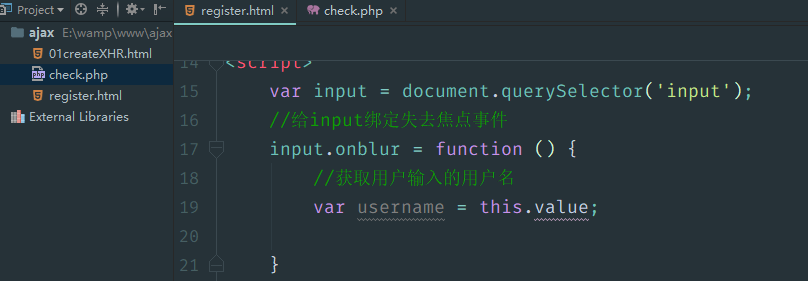 Project
register.html
check.php
ajax E:\wamp\www\ajax
01createXHR.html
check.php
register.html
External Libraries
14 <script>
15 var input = document.querySelector('input');
16 //给input绑定失去焦点事件
17 input.onblur = function () {
18 //获取用户输入的用户名
19 var username = this.value;
20
21 }